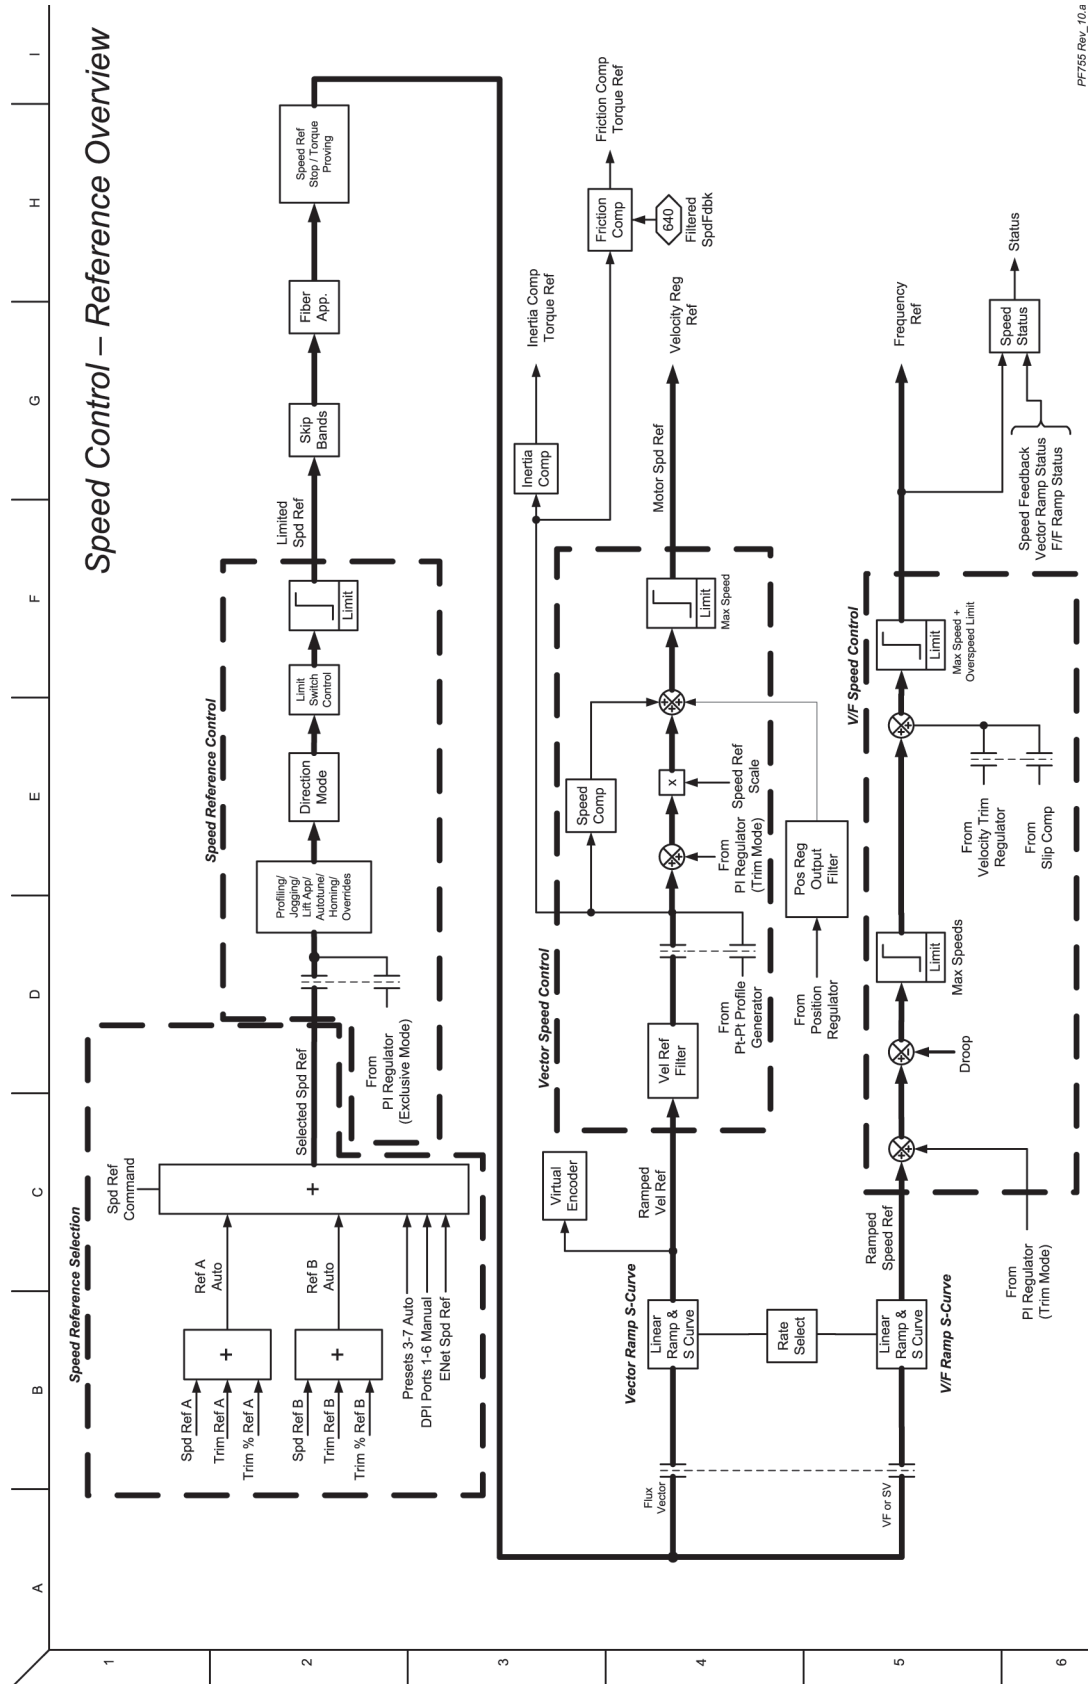 Speed Control – Reference Overview
A
B
C
D
E
F
G
H
I
1
2
3
4
5
6
Speed Reference Selection
Spd Ref A
Trim Ref A
Trim % Ref A
+
Ref A
Auto
Spd Ref B
Trim Ref B
Trim % Ref B
+
Ref B
Auto
Presets 3-7 Auto
DPI Ports 1-6 Manual
ENet Spd Ref
Spd Ref
Command
+
Selected Spd Ref
From
PI Regulator
(Exclusive Mode)
Speed Reference Control
Profiling/
Jogging/
Lift App/
Autotune/
Homing/
Overrides
Direction
Mode
Limit
Switch
Control
Limit
Limited
Spd Ref
Skip
Bands
Fiber
App.
Speed Ref
Stop / Torque
Proving
Flux
Vector
Vector Ramp S-Curve
Linear
Ramp &
S Curve
Rate
Select
Virtual
Encoder
Ramped
Vel Ref
Vector Speed Control
Vel Ref
Filter
From
Pt-Pt Profile
Generator
From
PI Regulator
(Trim Mode)
+
+
Speed Comp
x
Speed Ref
Scale
+
+
+
From
Position
Regulator
Pos Reg
Output
Filter
Limit
Max Speed
Motor Spd Ref
Velocity Reg
Ref
Inertia
Comp
Inertia Comp
Torque Ref
Friction
Comp
Friction Comp
Torque Ref
640
Filtered
SpdFdbk
VF or SV
Linear
Ramp &
S Curve
V/F Ramp S-Curve
Ramped
Speed Ref
From
PI Regulator
(Trim Mode)
V/F Speed Control
+
+
+
-
Droop
Limit
Max Speeds
From
Velocity Trim
Regulator
From
Slip Comp
+
+
Limit
Max Speed +
Overspeed Limit
Frequency
Ref
Speed Feedback
Vector Ramp Status
F/F Ramp Status
Speed
Status
Status
PF755 Rev_10.a